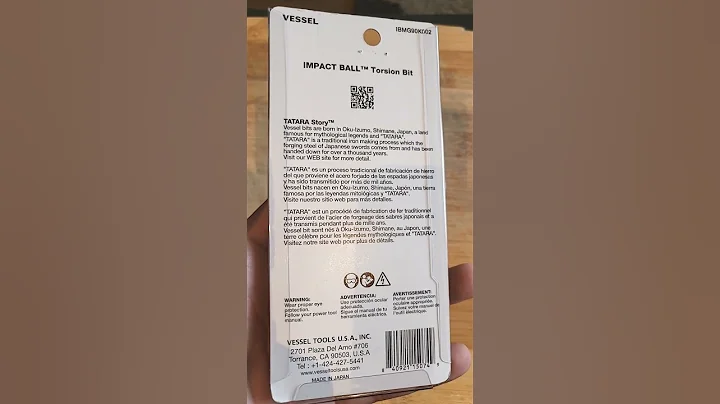 VESSEL
IBMG90K002
IMPACT BALL™ Torsion Bit
TATARA Story™
Vessel bits are born in Oku-Izumo, Shimane, Japan, a land
famous for mythological legends and "TATARA".
"TATARA" is a traditional iron making process which the
forging steel of Japanese swords comes from and has been
handed down for over a thousand years.
Visit our WEB site for more detail.
"TATARA" es un proceso tradicional de fabricación de hierro
del que proviene el acero forjado de las espadas japonesas
y ha sido transmitido por más de mil años.
Vessel bits nacen en Oku-Izumo, Shimane, Japón, una tierra
famosa por las leyendas mitológicas y "TATARA".
Visite nuestro sitio web para más detalles.
"TATARA" est un procédé de fabrication de fer traditionnel
qui provient de l'acier de forgeage des sabres japonais et a
été transmis pendant plus de mille ans.
Vessel bit sont nés à Oku-Izumo, Shimane, au Japon, une
terre célèbre pour les légendes mythologiques et "TATARA".
Visitez notre site web pour plus de détails.
WARNING:
Wear proper eye
protection.
Follow your power tool
manual.
ADVERTENCIA:
Use protección ocular
adecuada.
Sigue el manual de tu
herramienta eléctrica.
AVERTISSEMENT:
Porter une protection
oculaire appropriée.
Suivez votre manuel de
l'outil électrique.
VESSEL TOOLS U.S.A., INC.
2701 Plaza Del Amo #706
Torrance, CA 90503, U.S.A
Tel : +1-424-427-5441
www.vesseltoolsusa.com
MADE IN JAPAN
8 40921 15074 9